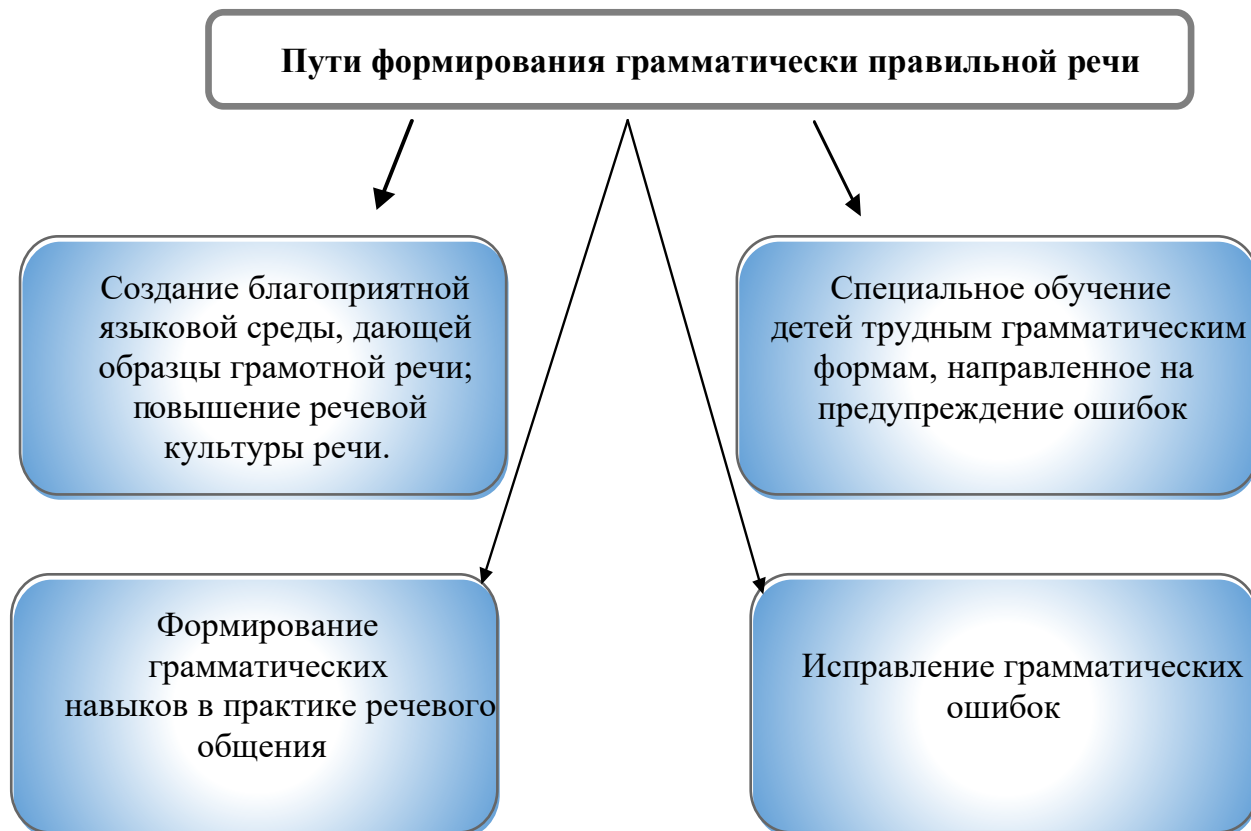 Пути формирования грамматически правильной речи
Создание благоприятной
языковой среды, дающей
образцы грамотной речи;
повышение речевой
культуры речи.
Специальное обучение
детей трудным грамматическим
формам, направленное на
предупреждение ошибок
Формирование
грамматических
навыков в практике речевого
общения
Исправление грамматических
ошибок